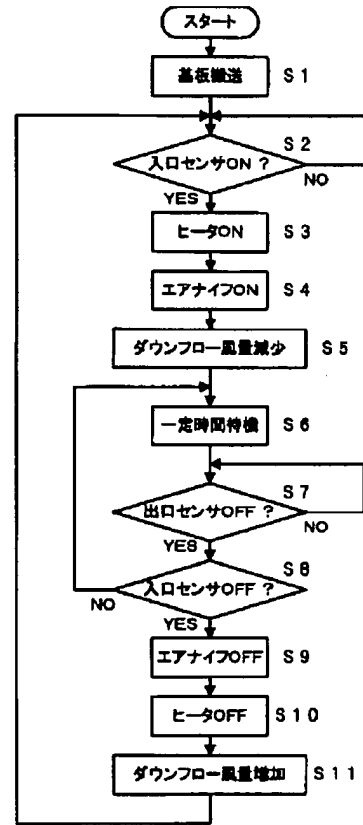 スタート
基板搬送 S1
入口センサON ? S2
NO
YES
ヒータON S3
エアナイフON S4
ダウンフロー風量減少 S5
一定時間待機 S6
出口センサOFF ? S7
NO
YES
入口センサOFF ? S8
NO
YES
エアナイフOFF S9
ヒータOFF S10
ダウンフロー風量増加 S11